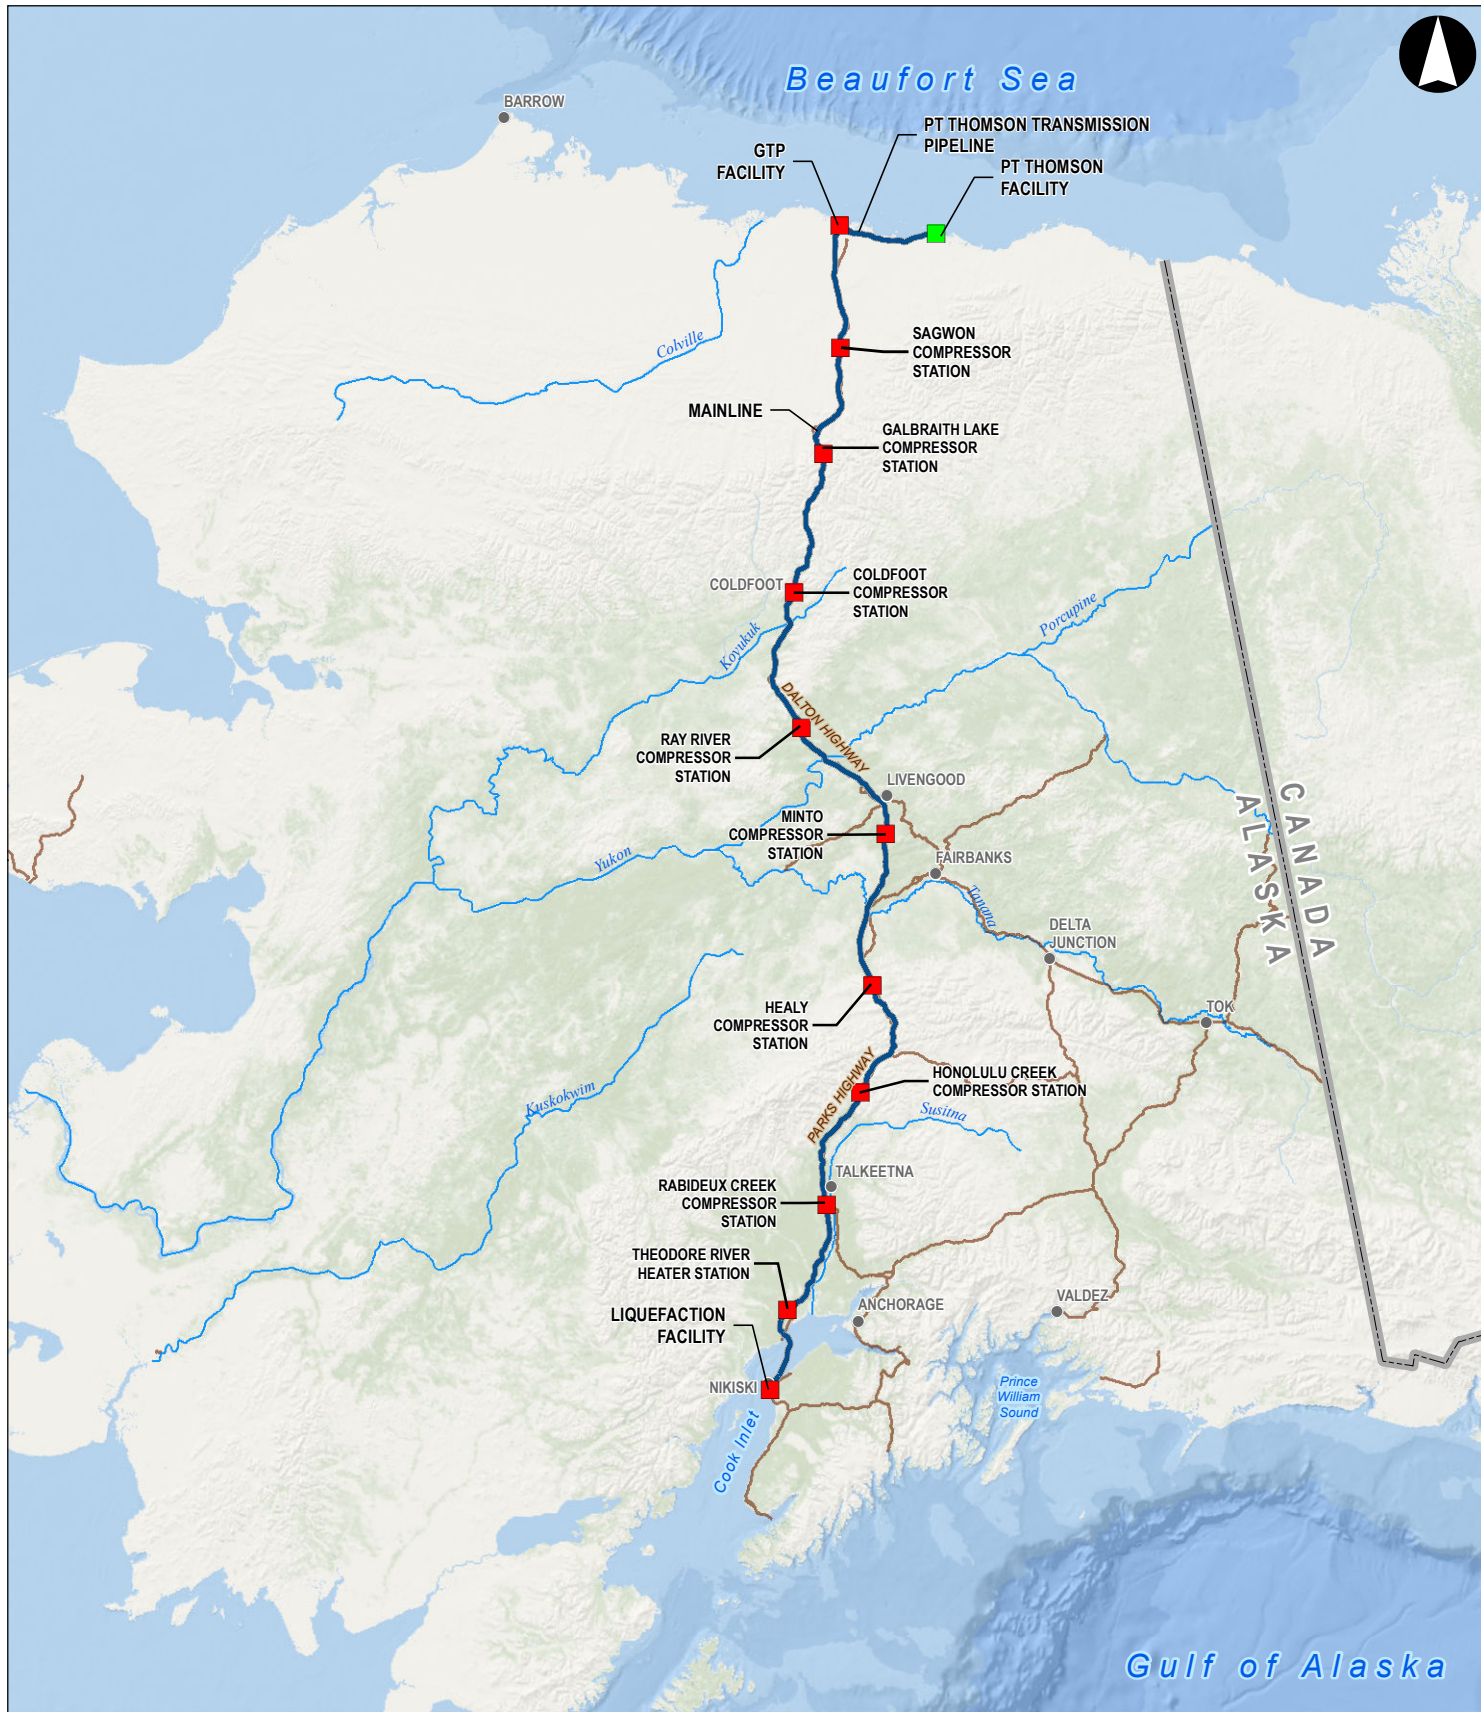 Beaufort Sea
BARROW
PT THOMSON TRANSMISSION
PIPELINE
GTP
FACILITY
PT THOMSON
FACILITY
Colville
SAGWON
COMPRESSOR
STATION
MAINLINE
GALBRAITH LAKE
COMPRESSOR
STATION
COLDFOOT
COLDFOOT
COMPRESSOR
STATION
Porcupine
Koyukuk
DALTON HIGHWAY
RAY RIVER
COMPRESSOR
STATION
LIVENGOOD
CANADA
ALASKA
MINTO
COMPRESSOR
STATION
Yukon
FAIRBANKS
Tanana
DELTA
JUNCTION
HEALY
COMPRESSOR
STATION
TOK
PARKS HIGHWAY
HONOLULU CREEK
COMPRESSOR STATION
Kuskokwim
Susitna
TALKEETNA
RABIDEUX CREEK
COMPRESSOR
STATION
THEODORE RIVER
HEATER STATION
ANCHORAGE
VALDEZ
LIQUEFACTION
FACILITY
NIKISKI
Prince
William
Sound
Cook Inlet
Gulf of Alaska